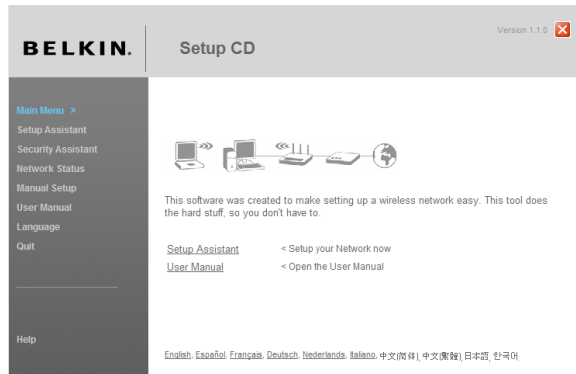 Version 1.1.0
BELKIN.
Setup CD
Main Menu >
Setup Assistant
Security Assistant
Network Status
Manual Setup
User Manual
Language
Quit
Help
This software was created to make setting up a wireless network easy. This tool does
the hard stuff, so you don't have to.
Setup Assistant < Setup your Network now
User Manual < Open the User Manual
English, Español, Français, Deutsch, Nederlands, Italiano, 中文(简体), 中文(繁體), 日本語, 한국어